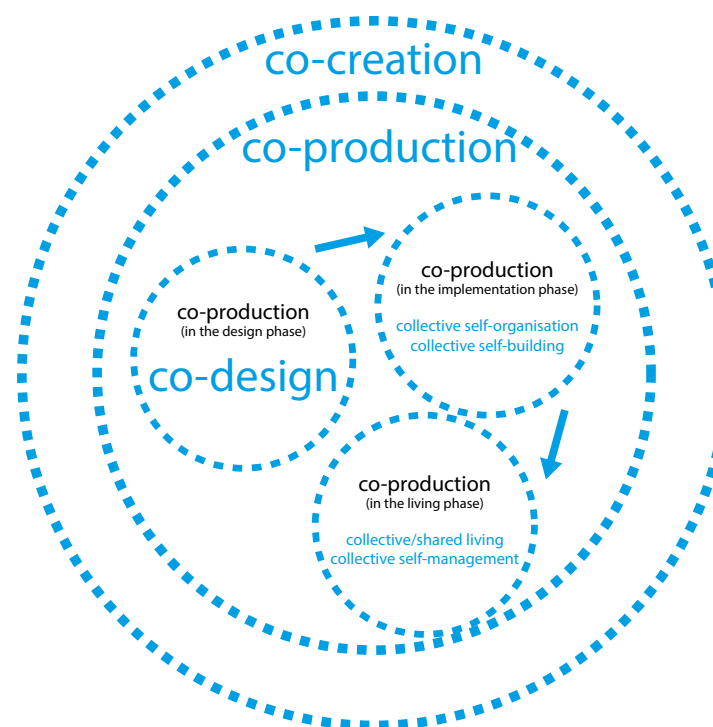 co-creation
co-production
co-production
(in the design phase)
co-design
co-production
(in the implementation phase)
collective self-organisation
collective self-building
co-production
(in the living phase)
collective/shared living
collective self-management